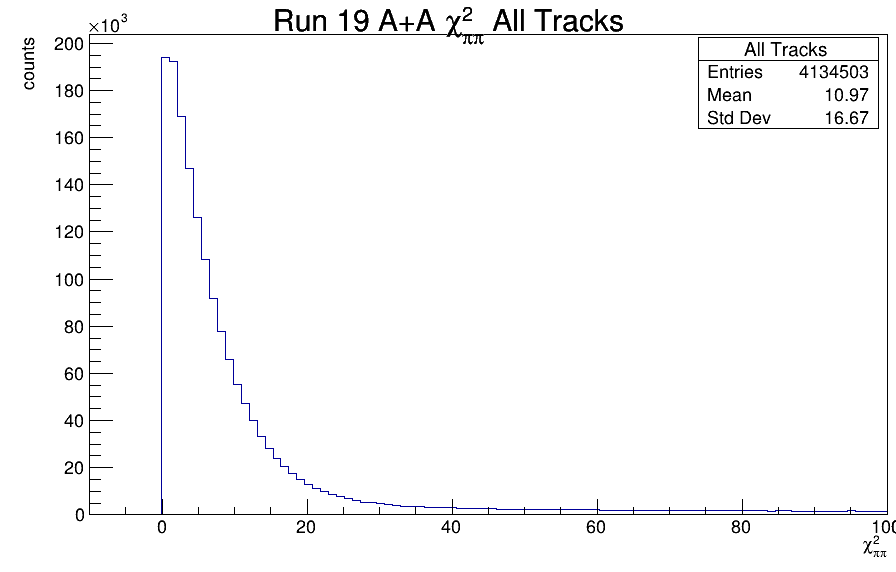 Run 19 A+A χ²ππ All Tracks
×10³
counts
All Tracks
Entries 4134503
Mean 10.97
Std Dev 16.67
200
180
160
140
120
100
80
60
40
20
0
0 20 40 60 80 100
χ²ππ